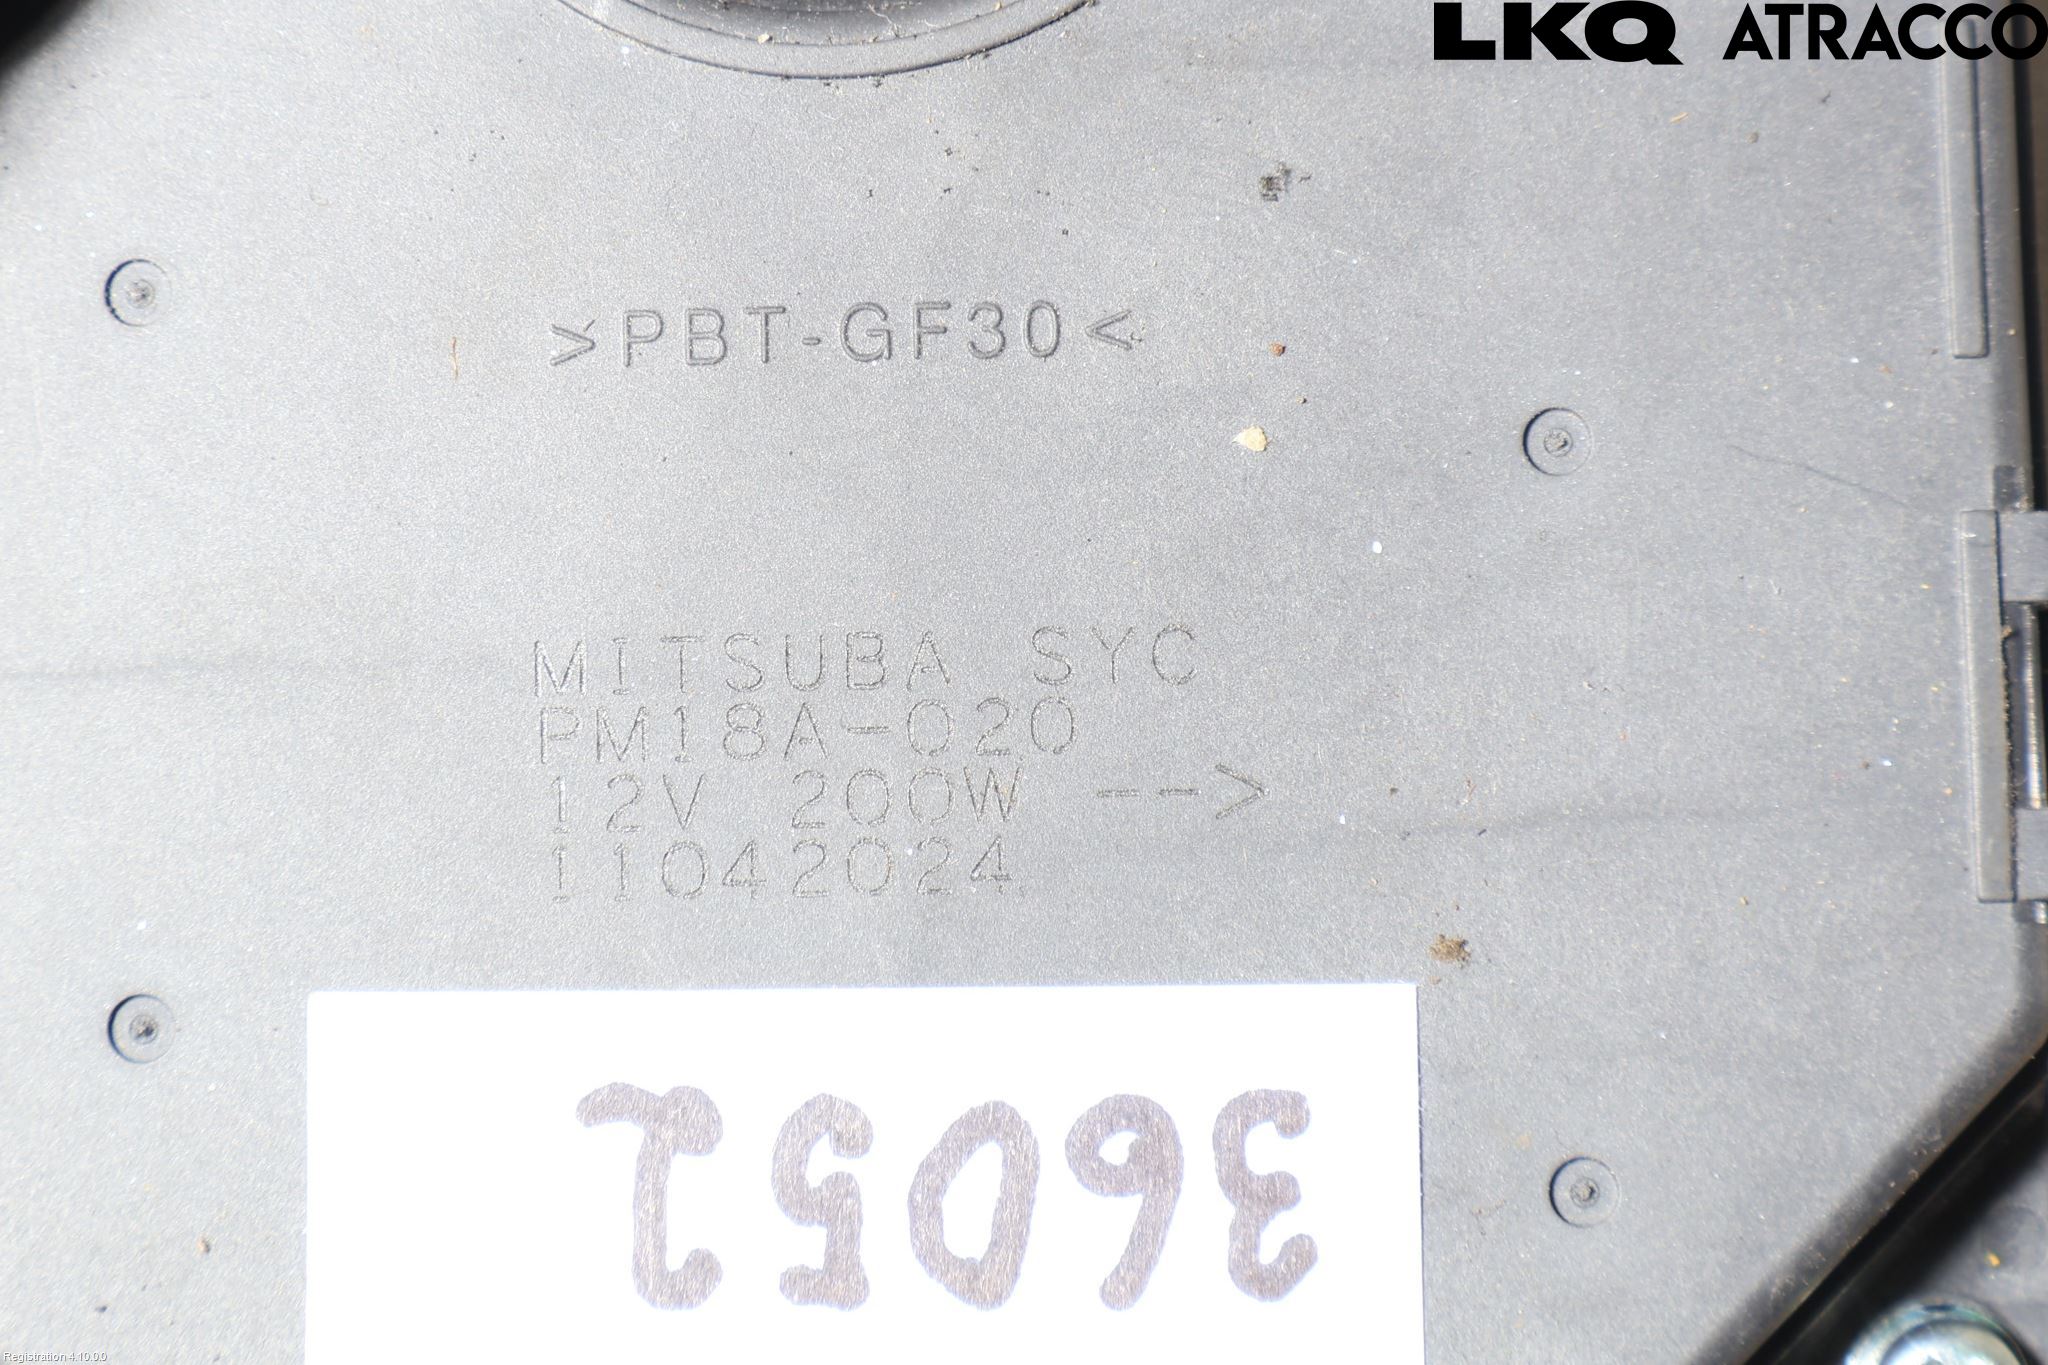 LKQ ATRACCO
>PBT-GF30<
MITSUBA SYC
PM18A-020
12V 200W -->
11042024
36052
Registration 4.10.0.0